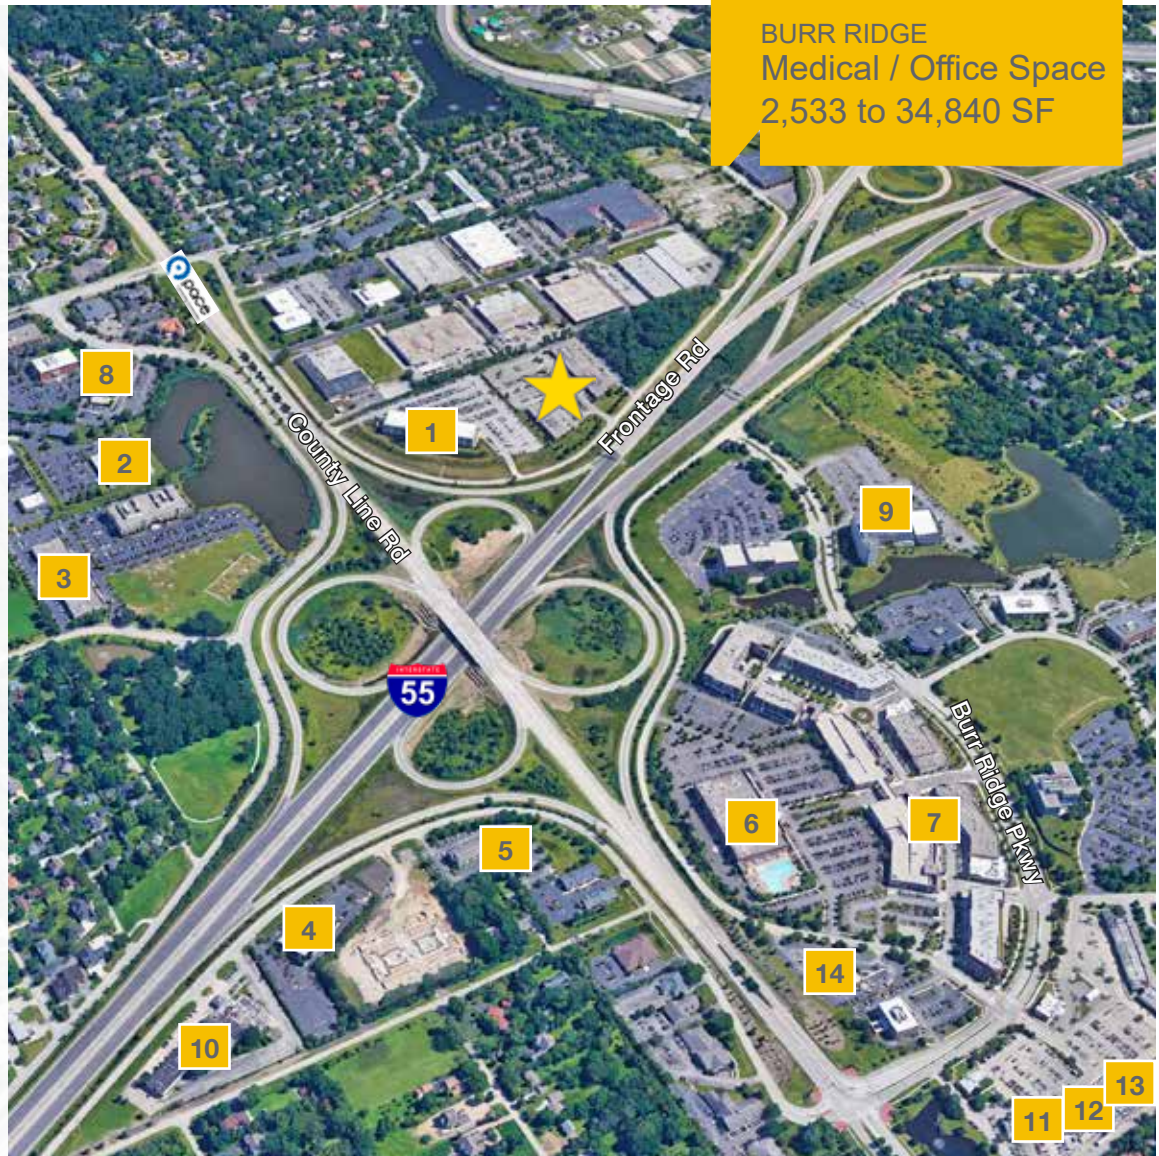 BURR RIDGE
Medical / Office Space
2,533 to 34,840 SF
pace
8
1
2
County Line Rd
Frontage Rd
9
3
INTERSTATE
55
Burr Ridge Pkwy
6
7
5
4
14
10
13
12
11